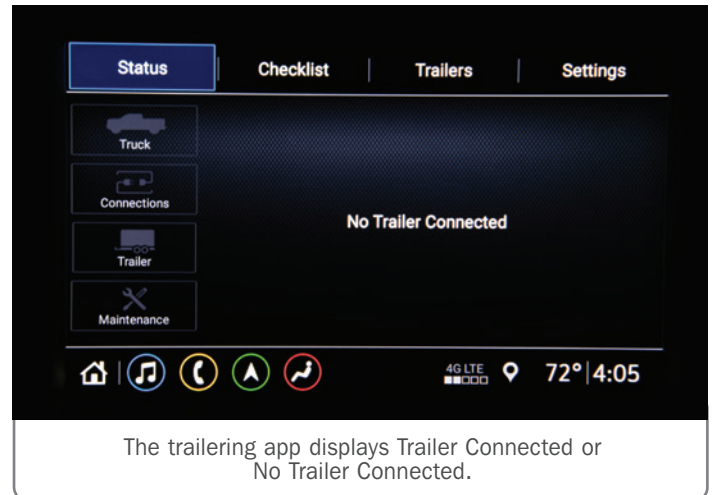 Status Checklist Trailers Settings
Truck
Connections
No Trailer Connected
Trailer
Maintenance
4G LTE 72° 4:05
The trailering app displays Trailer Connected or
No Trailer Connected.